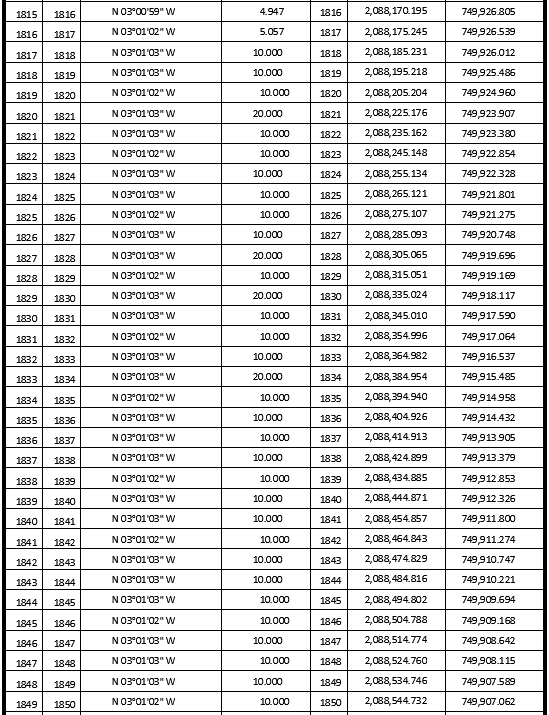 1815 1816 N 03°00'59" W 4.947 1816 2,088,170.195 749,926.805
1816 1817 N 03°01'02" W 5.057 1817 2,088,175.245 749,926.539
1817 1818 N 03°01'03" W 10.000 1818 2,088,185.231 749,926.012
1818 1819 N 03°01'03" W 10.000 1819 2,088,195.218 749,925.486
1819 1820 N 03°01'02" W 10.000 1820 2,088,205.204 749,924.960
1820 1821 N 03°01'03" W 20.000 1821 2,088,225.176 749,923.907
1821 1822 N 03°01'03" W 10.000 1822 2,088,235.162 749,923.380
1822 1823 N 03°01'02" W 10.000 1823 2,088,245.148 749,922.854
1823 1824 N 03°01'03" W 10.000 1824 2,088,255.134 749,922.328
1824 1825 N 03°01'03" W 10.000 1825 2,088,265.121 749,921.801
1825 1826 N 03°01'02" W 10.000 1826 2,088,275.107 749,921.275
1826 1827 N 03°01'03" W 10.000 1827 2,088,285.093 749,920.748
1827 1828 N 03°01'03" W 20.000 1828 2,088,305.065 749,919.696
1828 1829 N 03°01'02" W 10.000 1829 2,088,315.051 749,919.169
1829 1830 N 03°01'03" W 20.000 1830 2,088,335.024 749,918.117
1830 1831 N 03°01'03" W 10.000 1831 2,088,345.010 749,917.590
1831 1832 N 03°01'02" W 10.000 1832 2,088,354.996 749,917.064
1832 1833 N 03°01'03" W 10.000 1833 2,088,364.982 749,916.537
1833 1834 N 03°01'03" W 20.000 1834 2,088,384.954 749,915.485
1834 1835 N 03°01'02" W 10.000 1835 2,088,394.940 749,914.958
1835 1836 N 03°01'03" W 10.000 1836 2,088,404.926 749,914.432
1836 1837 N 03°01'03" W 10.000 1837 2,088,414.913 749,913.905
1837 1838 N 03°01'03" W 10.000 1838 2,088,424.899 749,913.379
1838 1839 N 03°01'02" W 10.000 1839 2,088,434.885 749,912.853
1839 1840 N 03°01'03" W 10.000 1840 2,088,444.871 749,912.326
1840 1841 N 03°01'03" W 10.000 1841 2,088,454.857 749,911.800
1841 1842 N 03°01'02" W 10.000 1842 2,088,464.843 749,911.274
1842 1843 N 03°01'03" W 10.000 1843 2,088,474.829 749,910.747
1843 1844 N 03°01'03" W 10.000 1844 2,088,484.816 749,910.221
1844 1845 N 03°01'03" W 10.000 1845 2,088,494.802 749,909.694
1845 1846 N 03°01'02" W 10.000 1846 2,088,504.788 749,909.168
1846 1847 N 03°01'03" W 10.000 1847 2,088,514.774 749,908.642
1847 1848 N 03°01'03" W 10.000 1848 2,088,524.760 749,908.115
1848 1849 N 03°01'03" W 10.000 1849 2,088,534.746 749,907.589
1849 1850 N 03°01'02" W 10.000 1850 2,088,544.732 749,907.062